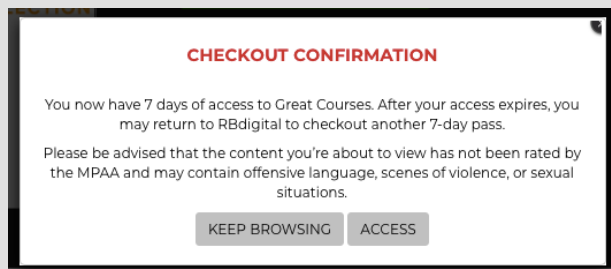 CHECKOUT CONFIRMATION
You now have 7 days of access to Great Courses. After your access expires, you
may return to RBdigital to checkout another 7-day pass.
Please be advised that the content you’re about to view has not been rated by
the MPAA and may contain offensive language, scenes of violence, or sexual
situations.
KEEP BROWSING ACCESS